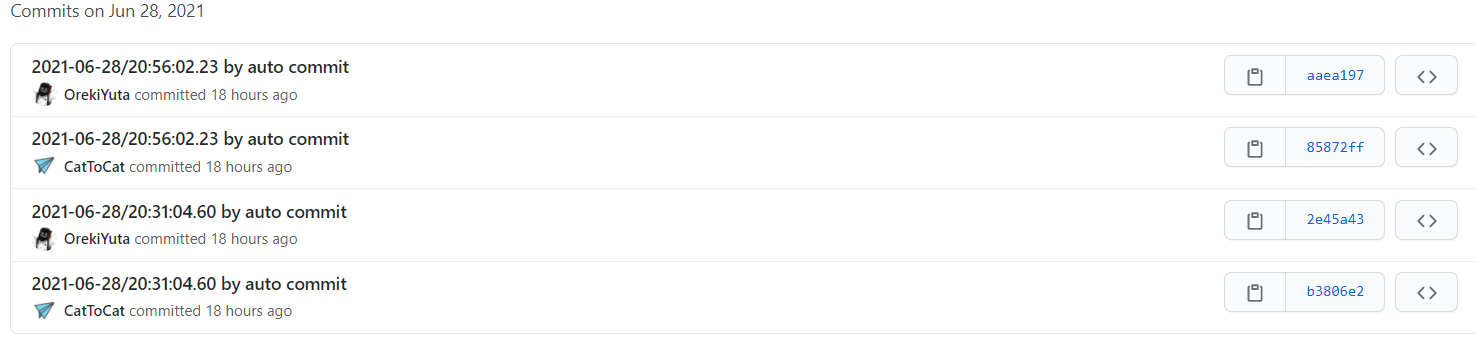 Commits on Jun 28, 2021
2021-06-28/20:56:02.23 by auto commit
aaea197
OrekiYuta committed 18 hours ago
2021-06-28/20:56:02.23 by auto commit
85872ff
CatToCat committed 18 hours ago
2021-06-28/20:31:04.60 by auto commit
2e45a43
OrekiYuta committed 18 hours ago
2021-06-28/20:31:04.60 by auto commit
b3806e2
CatToCat committed 18 hours ago